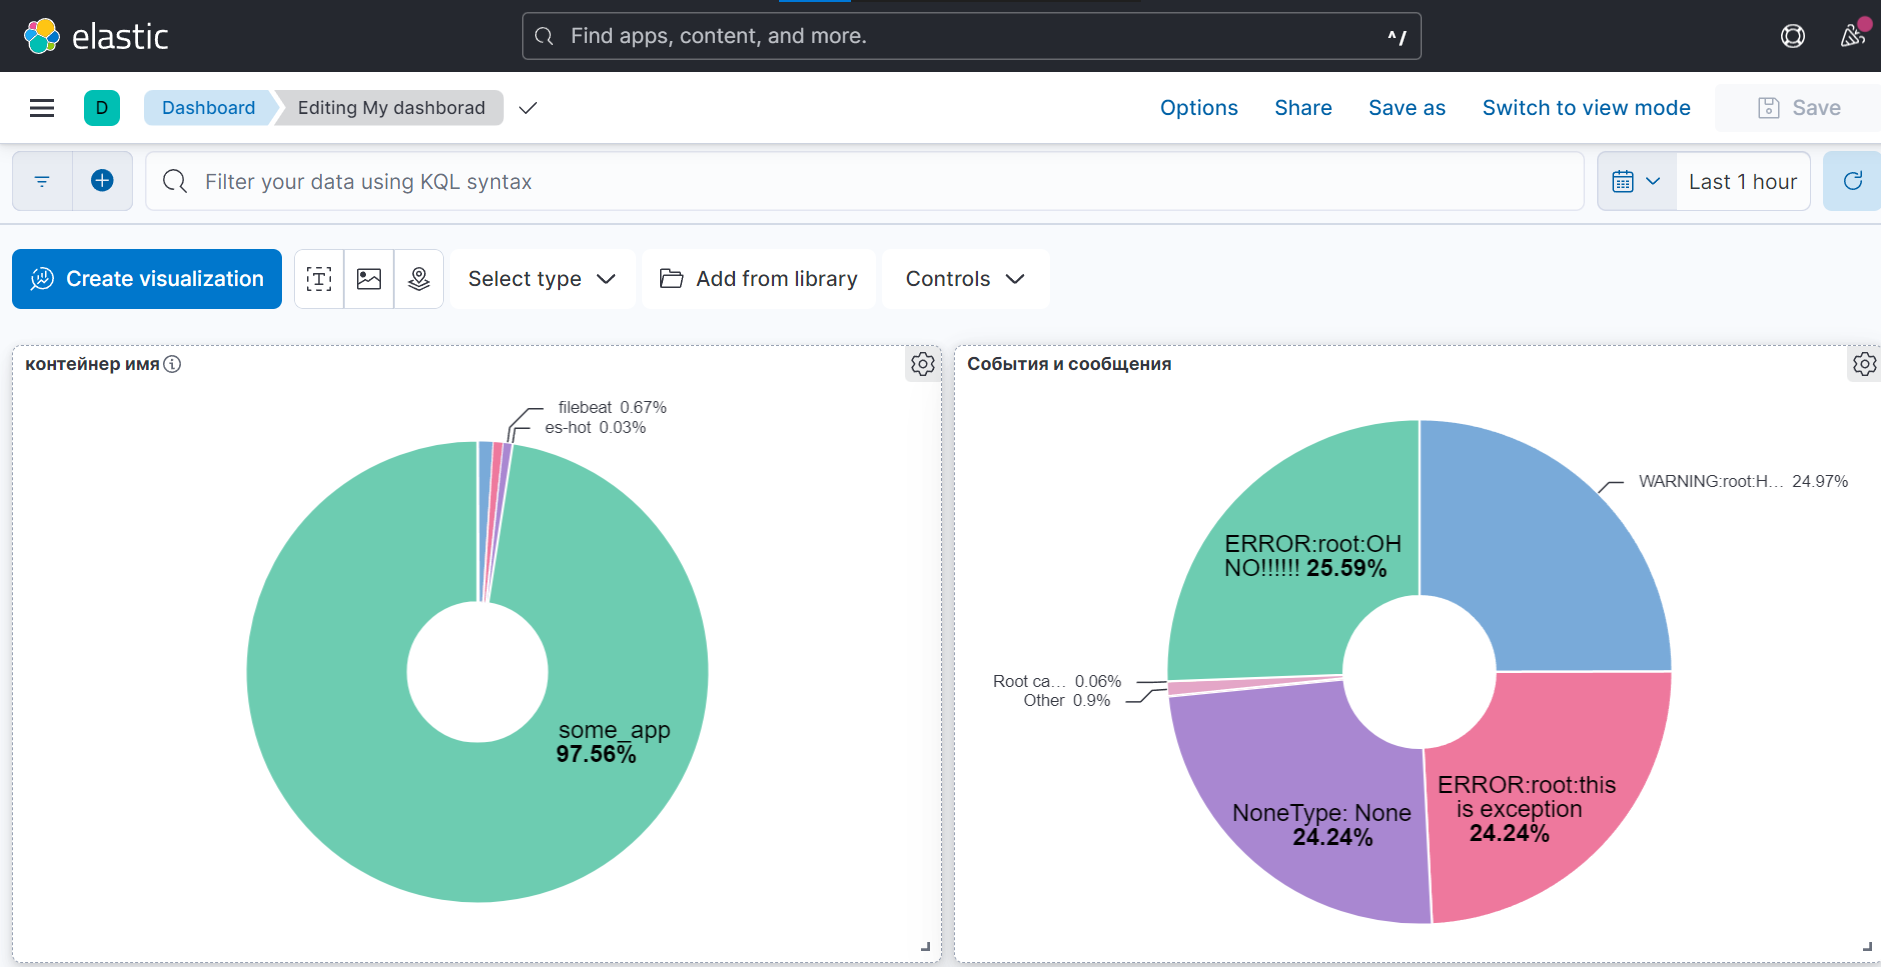 elastic
Find apps, content, and more.
^/
D
Dashboard
Editing My dashborad
Options
Share
Save as
Switch to view mode
Save
Filter your data using KQL syntax
Last 1 hour
Create visualization
Select type
Add from library
Controls
контейнер имя
filebeat 0.67%
es-hot 0.03%
some_app
97.56%
События и сообщения
WARNING:root:H... 24.97%
ERROR:root:OH
NO!!!!!! 25.59%
Root ca... 0.06%
Other 0.9%
NoneType: None
24.24%
ERROR:root:this
is exception
24.24%